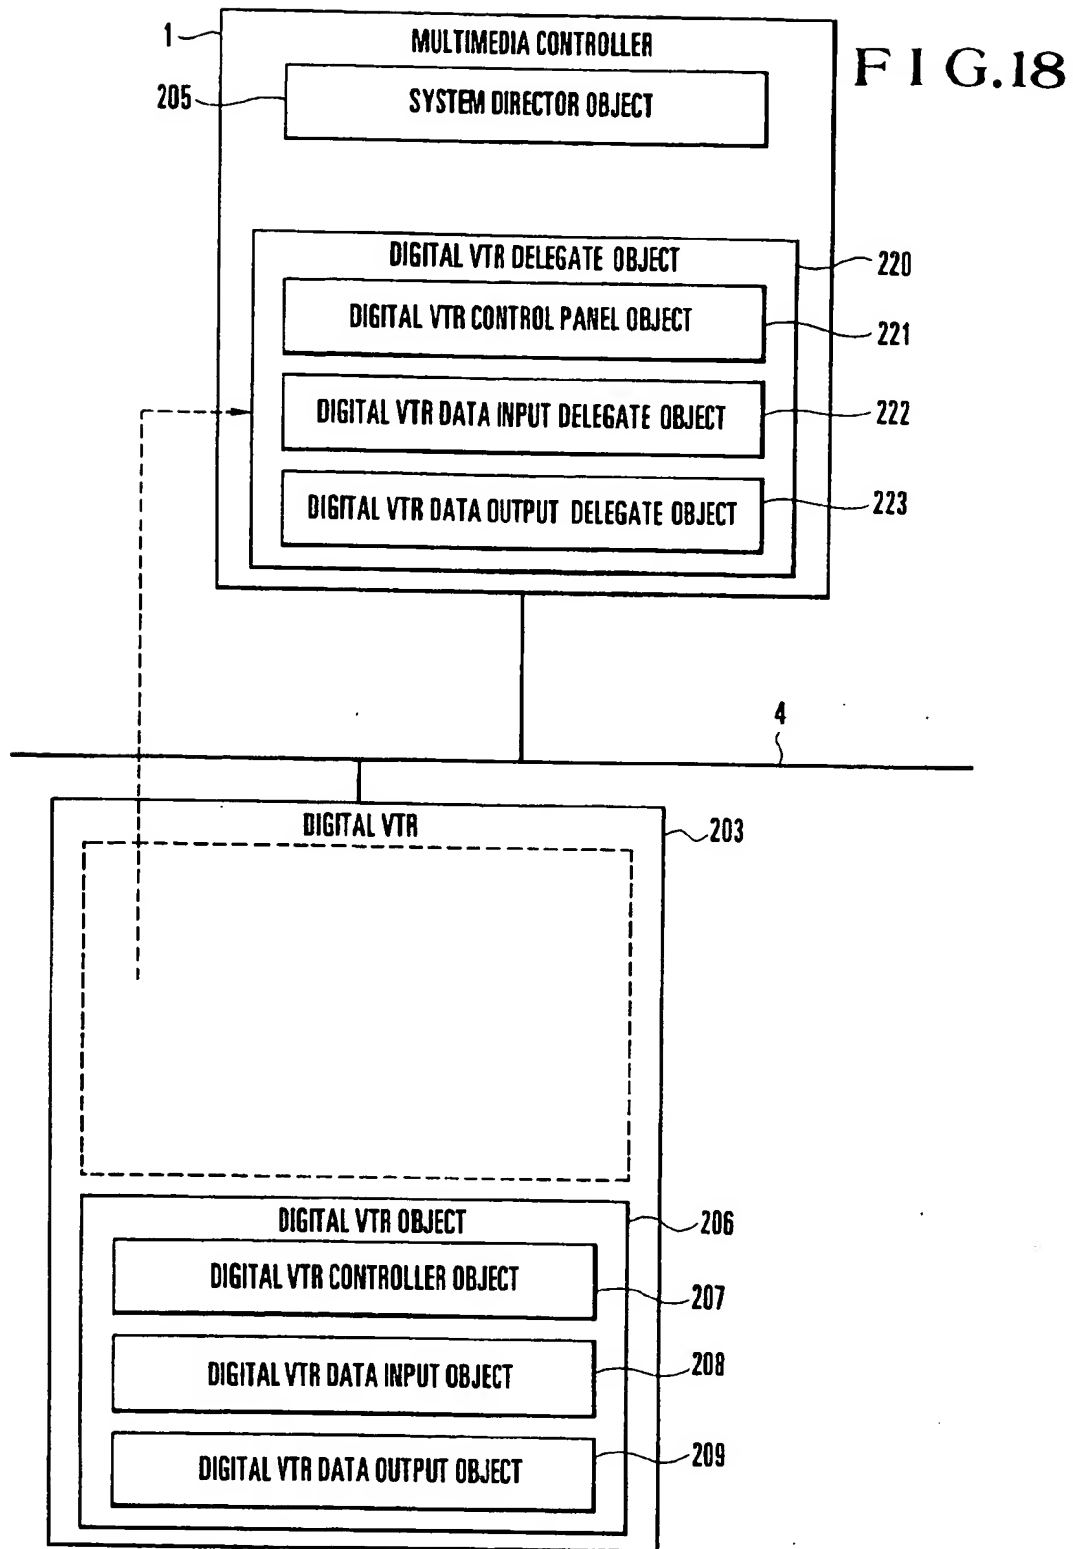 1
MULTIMEDIA CONTROLLER
FIG.18
205
SYSTEM DIRECTOR OBJECT
DIGITAL VTR DELEGATE OBJECT
220
DIGITAL VTR CONTROL PANEL OBJECT
221
DIGITAL VTR DATA INPUT DELEGATE OBJECT
222
DIGITAL VTR DATA OUTPUT DELEGATE OBJECT
223
4
DIGITAL VTR
203
DIGITAL VTR OBJECT
206
DIGITAL VTR CONTROLLER OBJECT
207
DIGITAL VTR DATA INPUT OBJECT
208
DIGITAL VTR DATA OUTPUT OBJECT
209